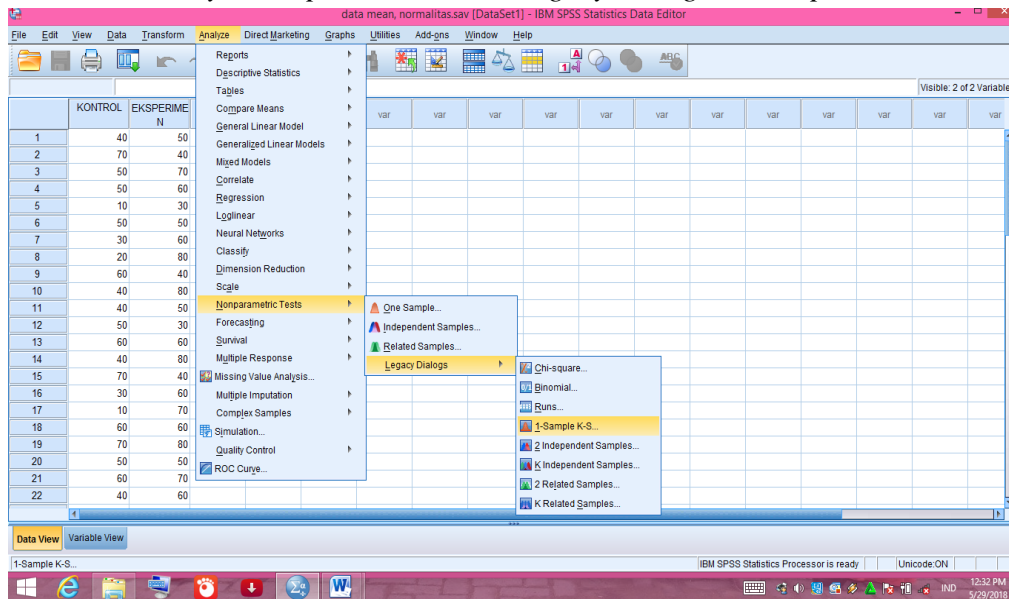 data mean, normalitas.sav [DataSet1] - IBM SPSS Statistics Data Editor
File Edit View Data Transform Analyze Direct Marketing Graphs Utilities Add-ons Window Help
Visible: 2 of 2 Variable
KONTROL EKSPERIMEN var var var var var var var var
1 40 50
2 70 40
3 50 70
4 50 60
5 10 30
6 50 50
7 30 60
8 20 80
9 60 40
10 40 80
11 40 50
12 50 30
13 60 60
14 40 80
15 70 40
16 30 60
17 10 70
18 60 60
19 70 80
20 50 50
21 60 70
22 40 60
Reports
Descriptive Statistics
Tables
Compare Means
General Linear Model
Generalized Linear Models
Mixed Models
Correlate
Regression
Loglinear
Neural Networks
Classify
Dimension Reduction
Scale
Nonparametric Tests
Forecasting
Survival
Multiple Response
Missing Value Analysis...
Multiple Imputation
Complex Samples
Simulation...
Quality Control
ROC Curve...
One Sample...
Independent Samples...
Related Samples...
Legacy Dialogs
Chi-square...
Binomial...
Runs...
1-Sample K-S...
2 Independent Samples...
K Independent Samples...
2 Related Samples...
K Related Samples...
Data View Variable View
1-Sample K-S... IBM SPSS Statistics Processor is ready Unicode:ON
IND 12:32 PM
5/29/2018